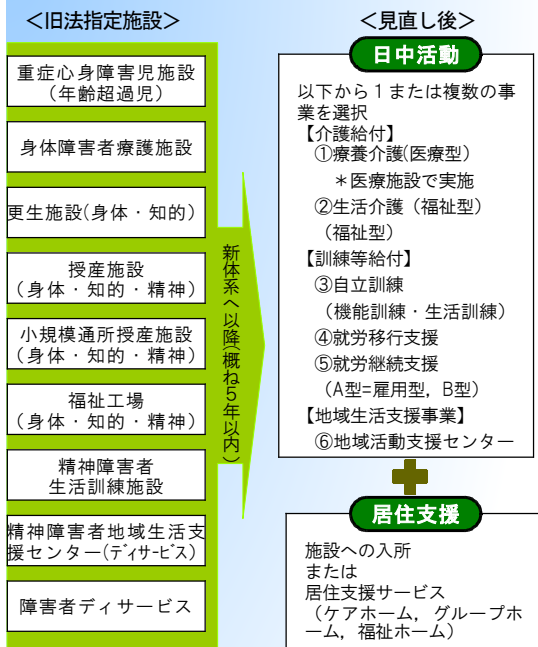 ＜旧法指定施設＞
重症心身障害児施設
（年齢超過児）
身体障害者療護施設
更生施設(身体・知的)
授産施設
（身体・知的・精神）
小規模通所授産施設
（身体・知的・精神）
福祉工場
（身体・知的・精神）
精神障害者
生活訓練施設
精神障害者地域生活支
援センター(ﾃﾞｨｻｰﾋﾞｽ)
障害者ディサービス
新体系へ以降(概ね５年以内)
＜見直し後＞
日中活動
以下から１または複数の事
業を選択
【介護給付】
①療養介護(医療型)
＊医療施設で実施
②生活介護（福祉型）
(福祉型)
【訓練等給付】
③自立訓練
（機能訓練・生活訓練）
④就労移行支援
⑤就労継続支援
（A型=雇用型，B型）
【地域生活支援事業】
⑥地域活動支援センター
居住支援
施設への入所
または
居住支援サービス
（ケアホーム，グループホ
ーム，福祉ホーム）